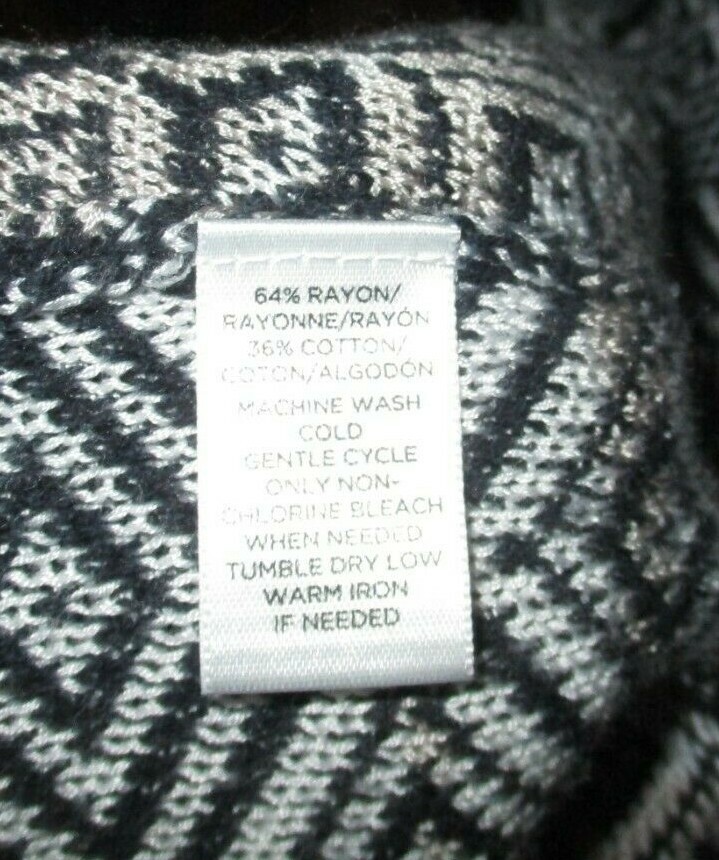 64% RAYON/
RAYONNE/RAYÓN
36% COTTON/
COTON/ALGODÓN
MACHINE WASH
COLD
GENTLE CYCLE
ONLY NON-
CHLORINE BLEACH
WHEN NEEDED
TUMBLE DRY LOW
WARM IRON
IF NEEDED